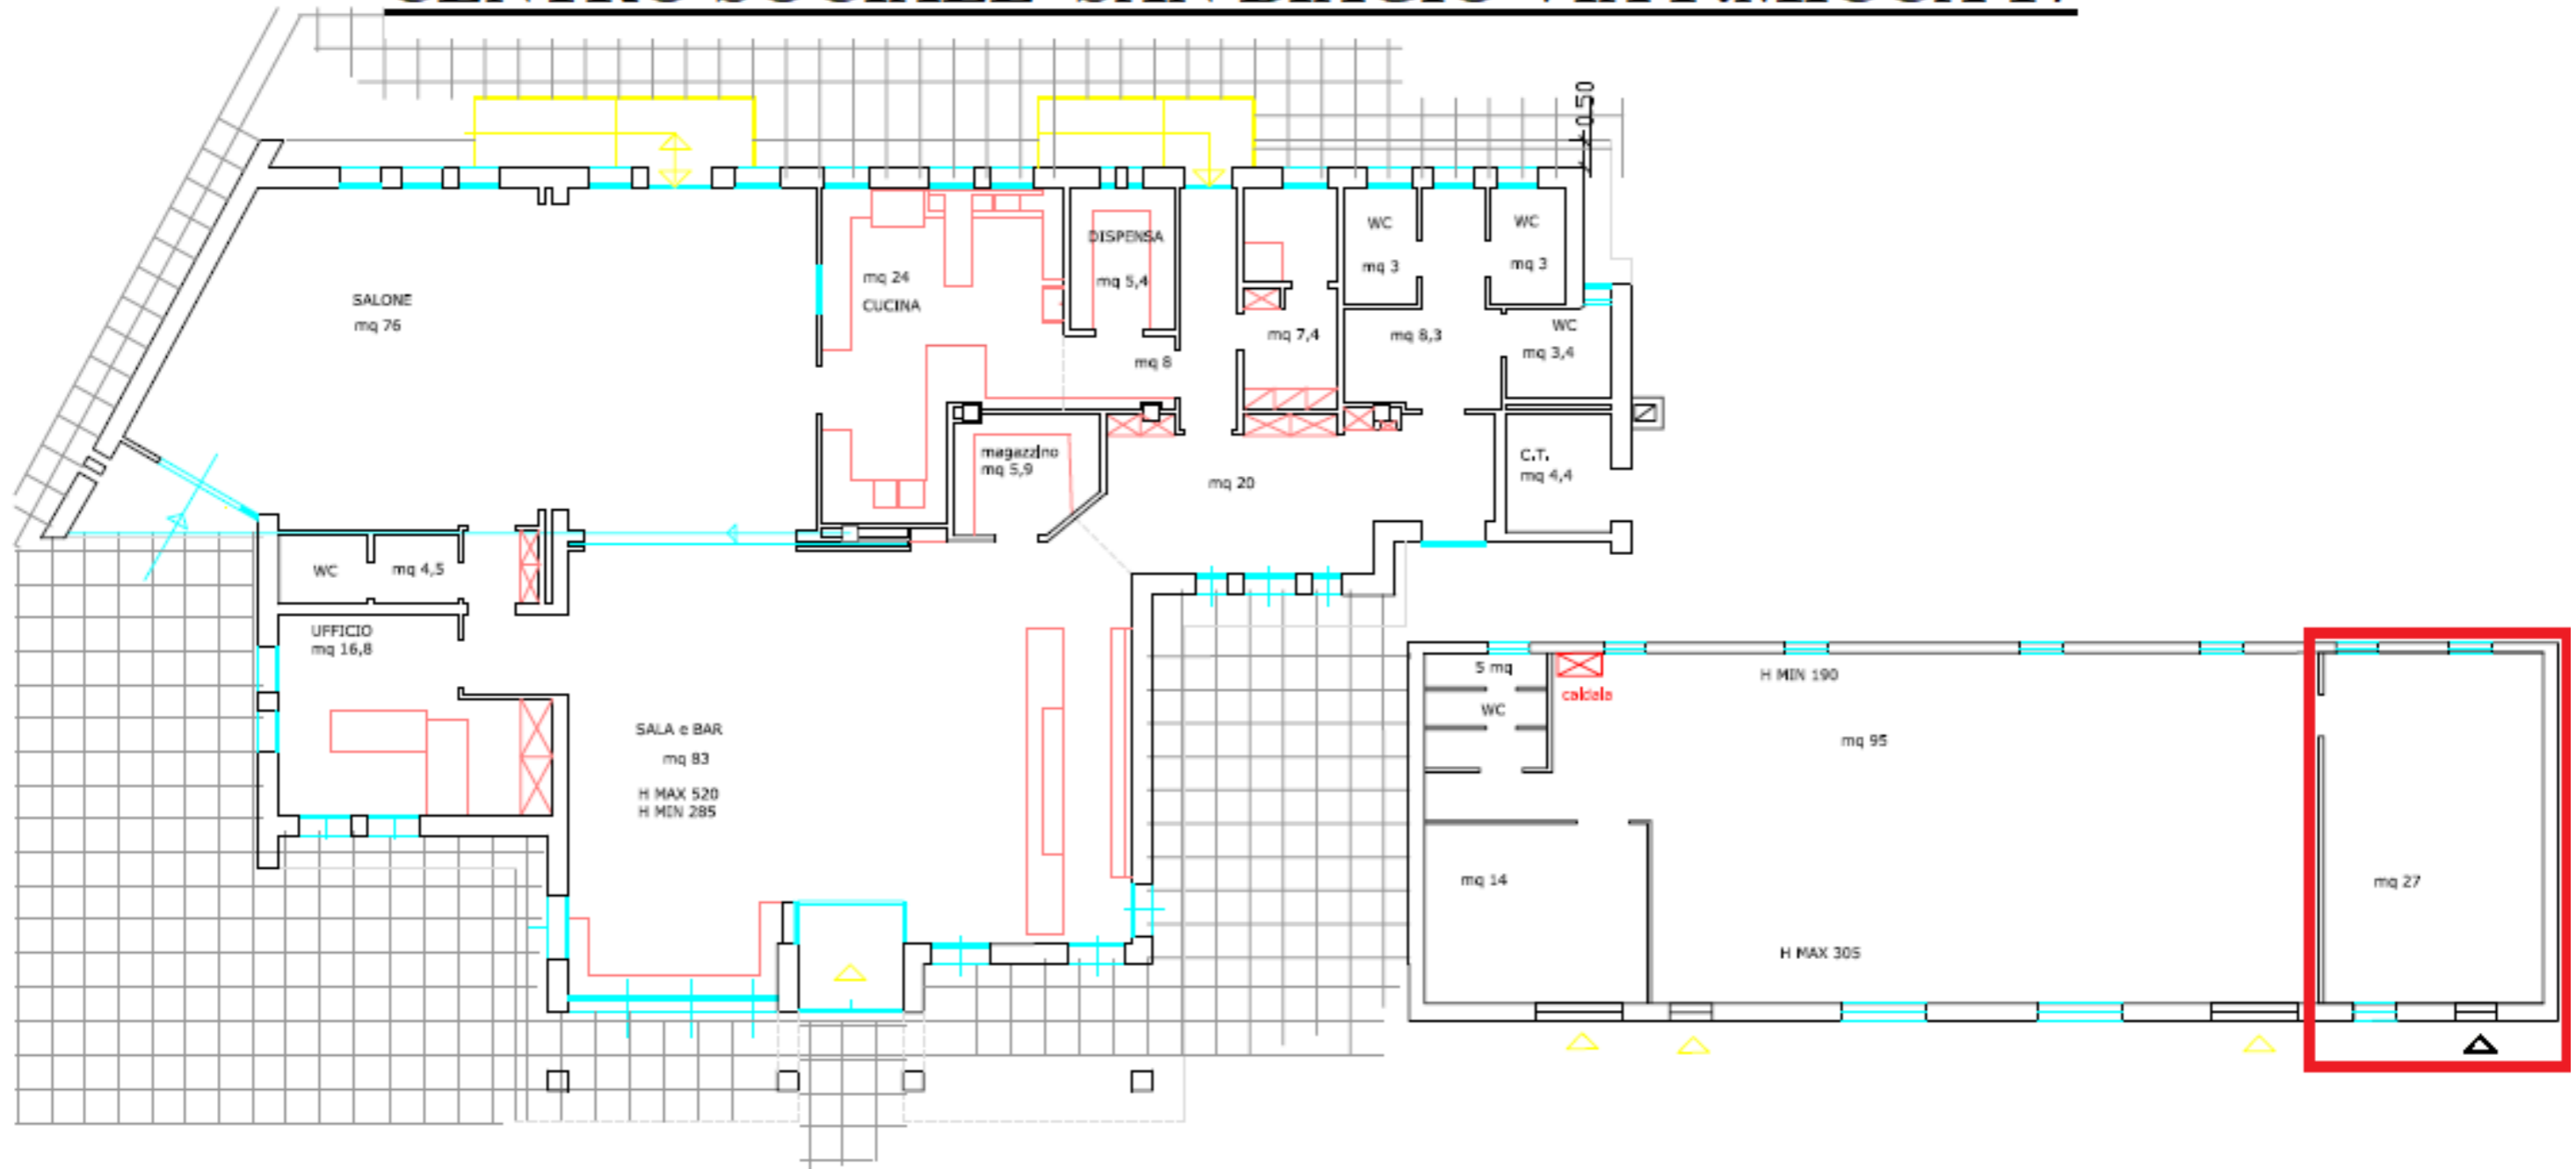 0.50
SALONE
mq 76
mq 24
CUCINA
DISPENSA
mq 5,4
mq 8
mq 7,4
WC
mq 3
WC
mq 3
mq 8,3
WC
mq 3,4
magazzino
mq 5,9
mq 20
C.T.
mq 4,4
WC
mq 4,5
UFFICIO
mq 16,8
SALA e BAR
mq 83
H MAX 520
H MIN 285
5 mq
WC
caldaia
H MIN 190
mq 95
mq 14
H MAX 305
mq 27